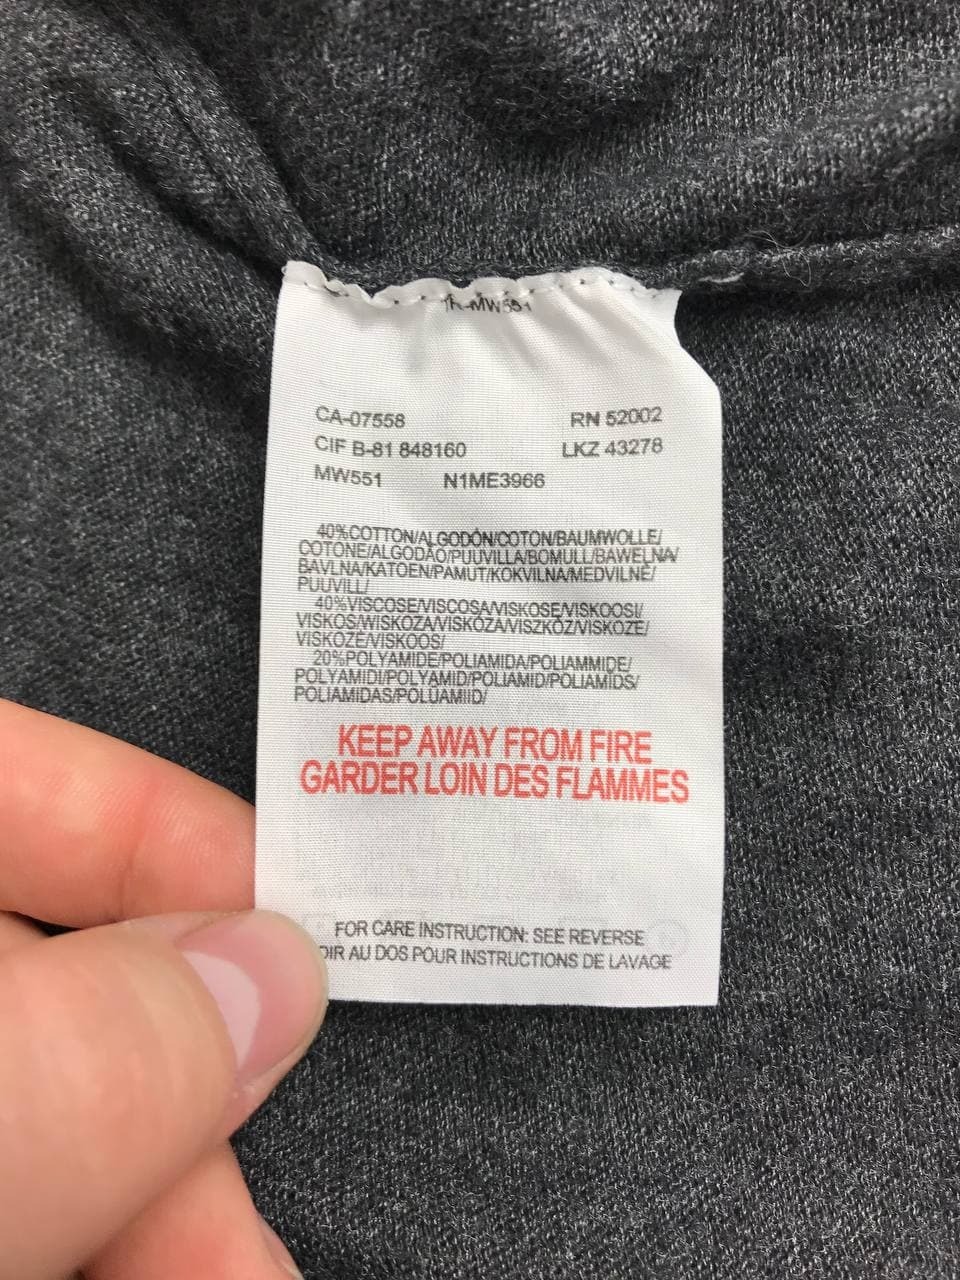 CA-07558 RN 52002
CIF B-81 848160 LKZ 43278
MW551 N1ME3966
40%COTTON/ALGODÓN/COTON/BAUMWOLLE/
COTONE/ALGODÃO/PUUVILLA/BOMULL/BAWEŁNA/
BAVLNA/KATOEN/PAMUT/KOKVILNA/MEDVILNĖ/
PUUVILL/
40%VISCOSE/VISCOSA/VISKOSE/VISKOOSI/
VISKOS/WISKOZA/VISKÓZA/VISZKÓZ/VISKOZE/
VISKOZĖ/VISKOOS/
20%POLYAMIDE/POLIAMIDA/POLIAMMIDE/
POLYAMIDI/POLYAMID/POLIAMID/POLIAMĪDS/
POLIAMIDAS/POLÜAMIID/
KEEP AWAY FROM FIRE
GARDER LOIN DES FLAMMES
FOR CARE INSTRUCTION: SEE REVERSE
OIR AU DOS POUR INSTRUCTIONS DE LAVAGE